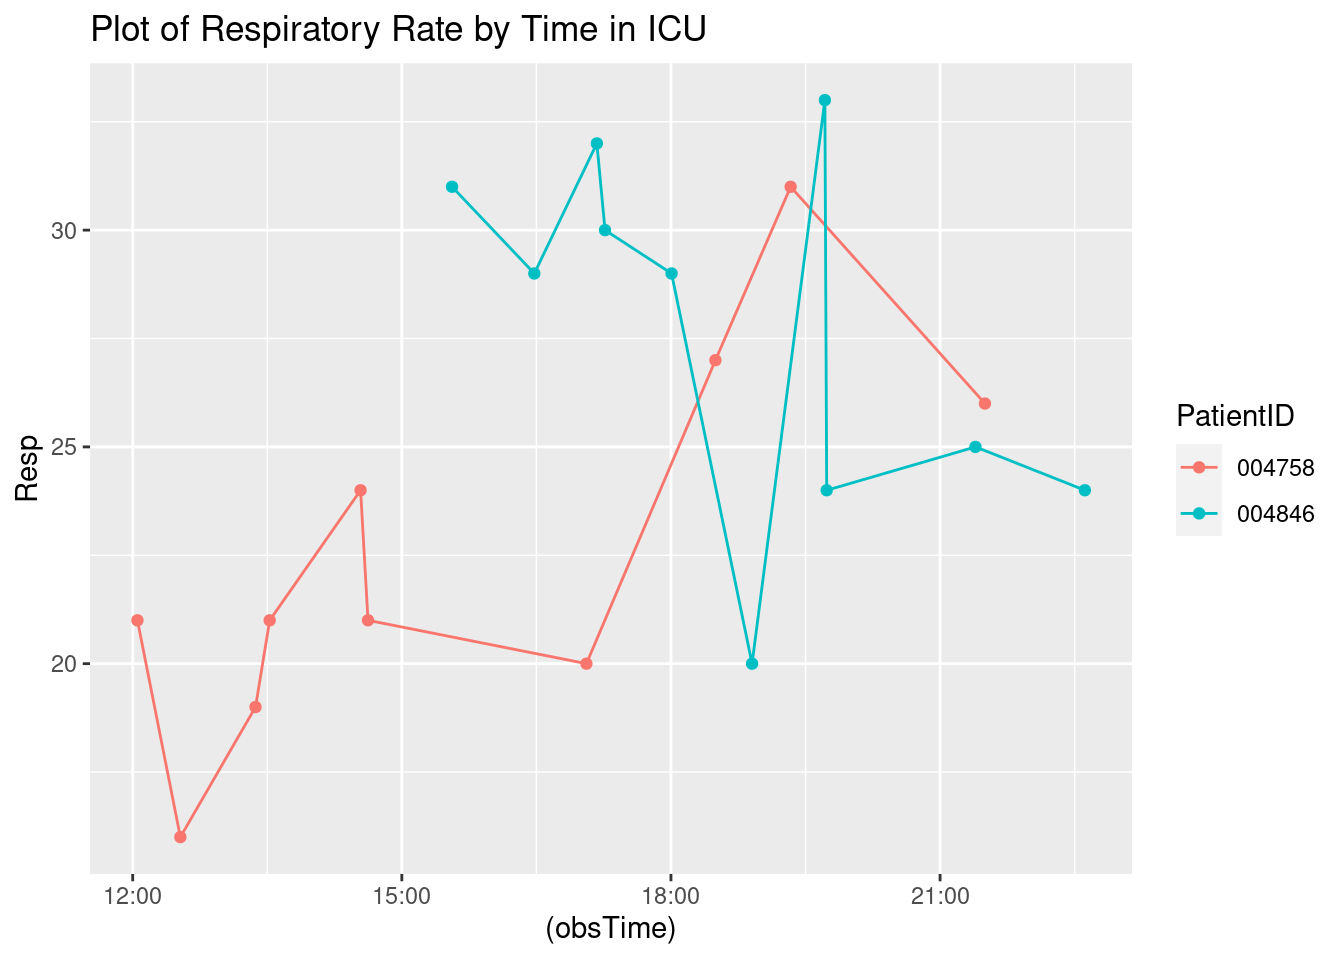 Plot of Respiratory Rate by Time in ICU
Resp
30
25
20
12:00
15:00
18:00
21:00
(obsTime)
PatientID
004758
004846